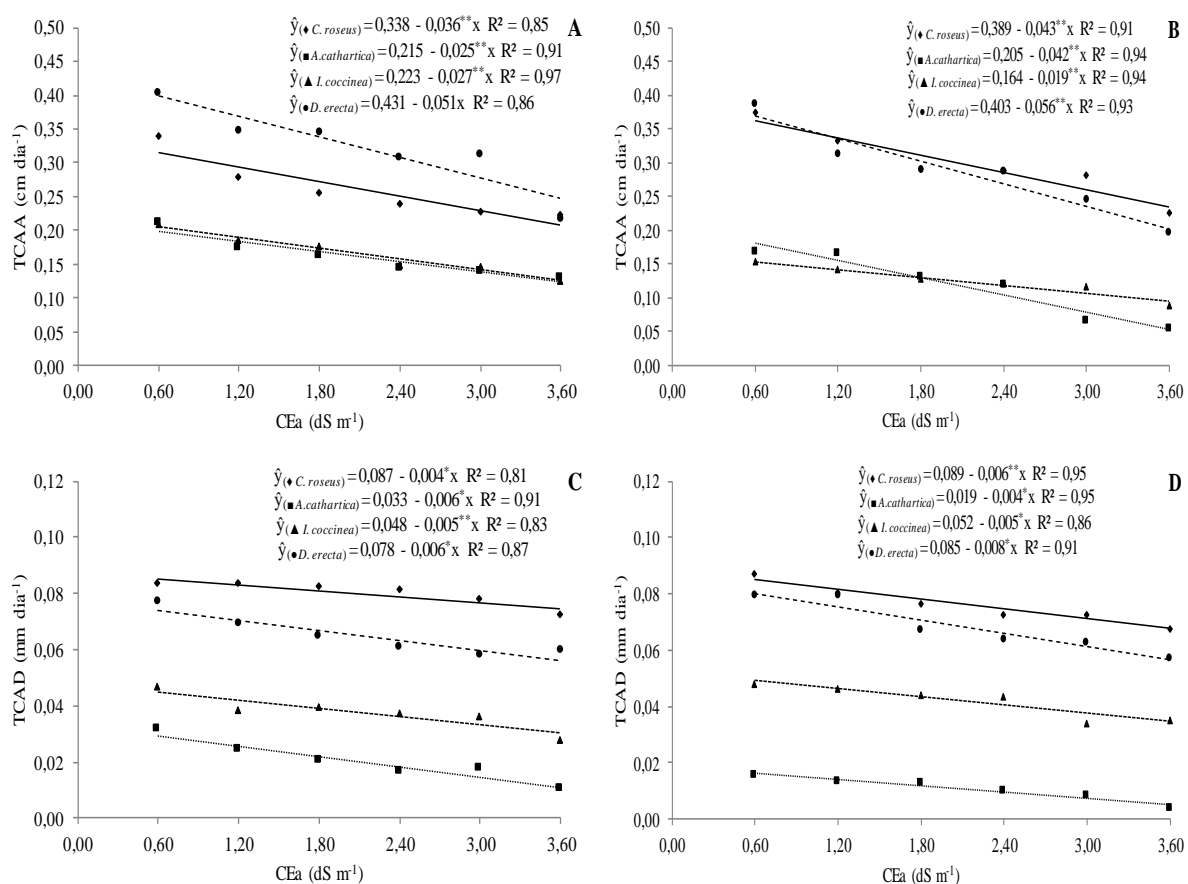 A
ŷ(♦ C. roseus) = 0,338 - 0,036**x R² = 0,85
ŷ(■ A.cathartica) = 0,215 - 0,025**x R² = 0,91
ŷ(▲ I. coccinea) = 0,223 - 0,027**x R² = 0,97
ŷ(● D. erecta) = 0,431 - 0,051x R² = 0,86
0,50
0,45
0,40
0,35
0,30
0,25
0,20
0,15
0,10
0,05
0,00
TCAA (cm dia⁻¹)
0,00 0,60 1,20 1,80 2,40 3,00 3,60
CEa (dS m⁻¹)
B
ŷ(♦ C. roseus) = 0,389 - 0,043**x R² = 0,91
ŷ(■ A.cathartica) = 0,205 - 0,042**x R² = 0,94
ŷ(▲ I. coccinea) = 0,164 - 0,019**x R² = 0,94
ŷ(● D. erecta) = 0,403 - 0,056**x R² = 0,93
0,50
0,45
0,40
0,35
0,30
0,25
0,20
0,15
0,10
0,05
0,00
TCAA (cm dia⁻¹)
0,00 0,60 1,20 1,80 2,40 3,00 3,60
CEa (dS m⁻¹)
C
ŷ(♦ C. roseus) = 0,087 - 0,004*x R² = 0,81
ŷ(■ A.cathartica) = 0,033 - 0,006*x R² = 0,91
ŷ(▲ I. coccinea) = 0,048 - 0,005**x R² = 0,83
ŷ(● D. erecta) = 0,078 - 0,006*x R² = 0,87
0,12
0,10
0,08
0,06
0,04
0,02
0,00
TCAD (mm dia⁻¹)
0,00 0,60 1,20 1,80 2,40 3,00 3,60
CEa (dS m⁻¹)
D
ŷ(♦ C. roseus) = 0,089 - 0,006**x R² = 0,95
ŷ(■ A.cathartica) = 0,019 - 0,004*x R² = 0,95
ŷ(▲ I. coccinea) = 0,052 - 0,005*x R² = 0,86
ŷ(● D. erecta) = 0,085 - 0,008*x R² = 0,91
0,12
0,10
0,08
0,06
0,04
0,02
0,00
TCAD (mm dia⁻¹)
0,00 0,60 1,20 1,80 2,40 3,00 3,60
CEa (dS m⁻¹)